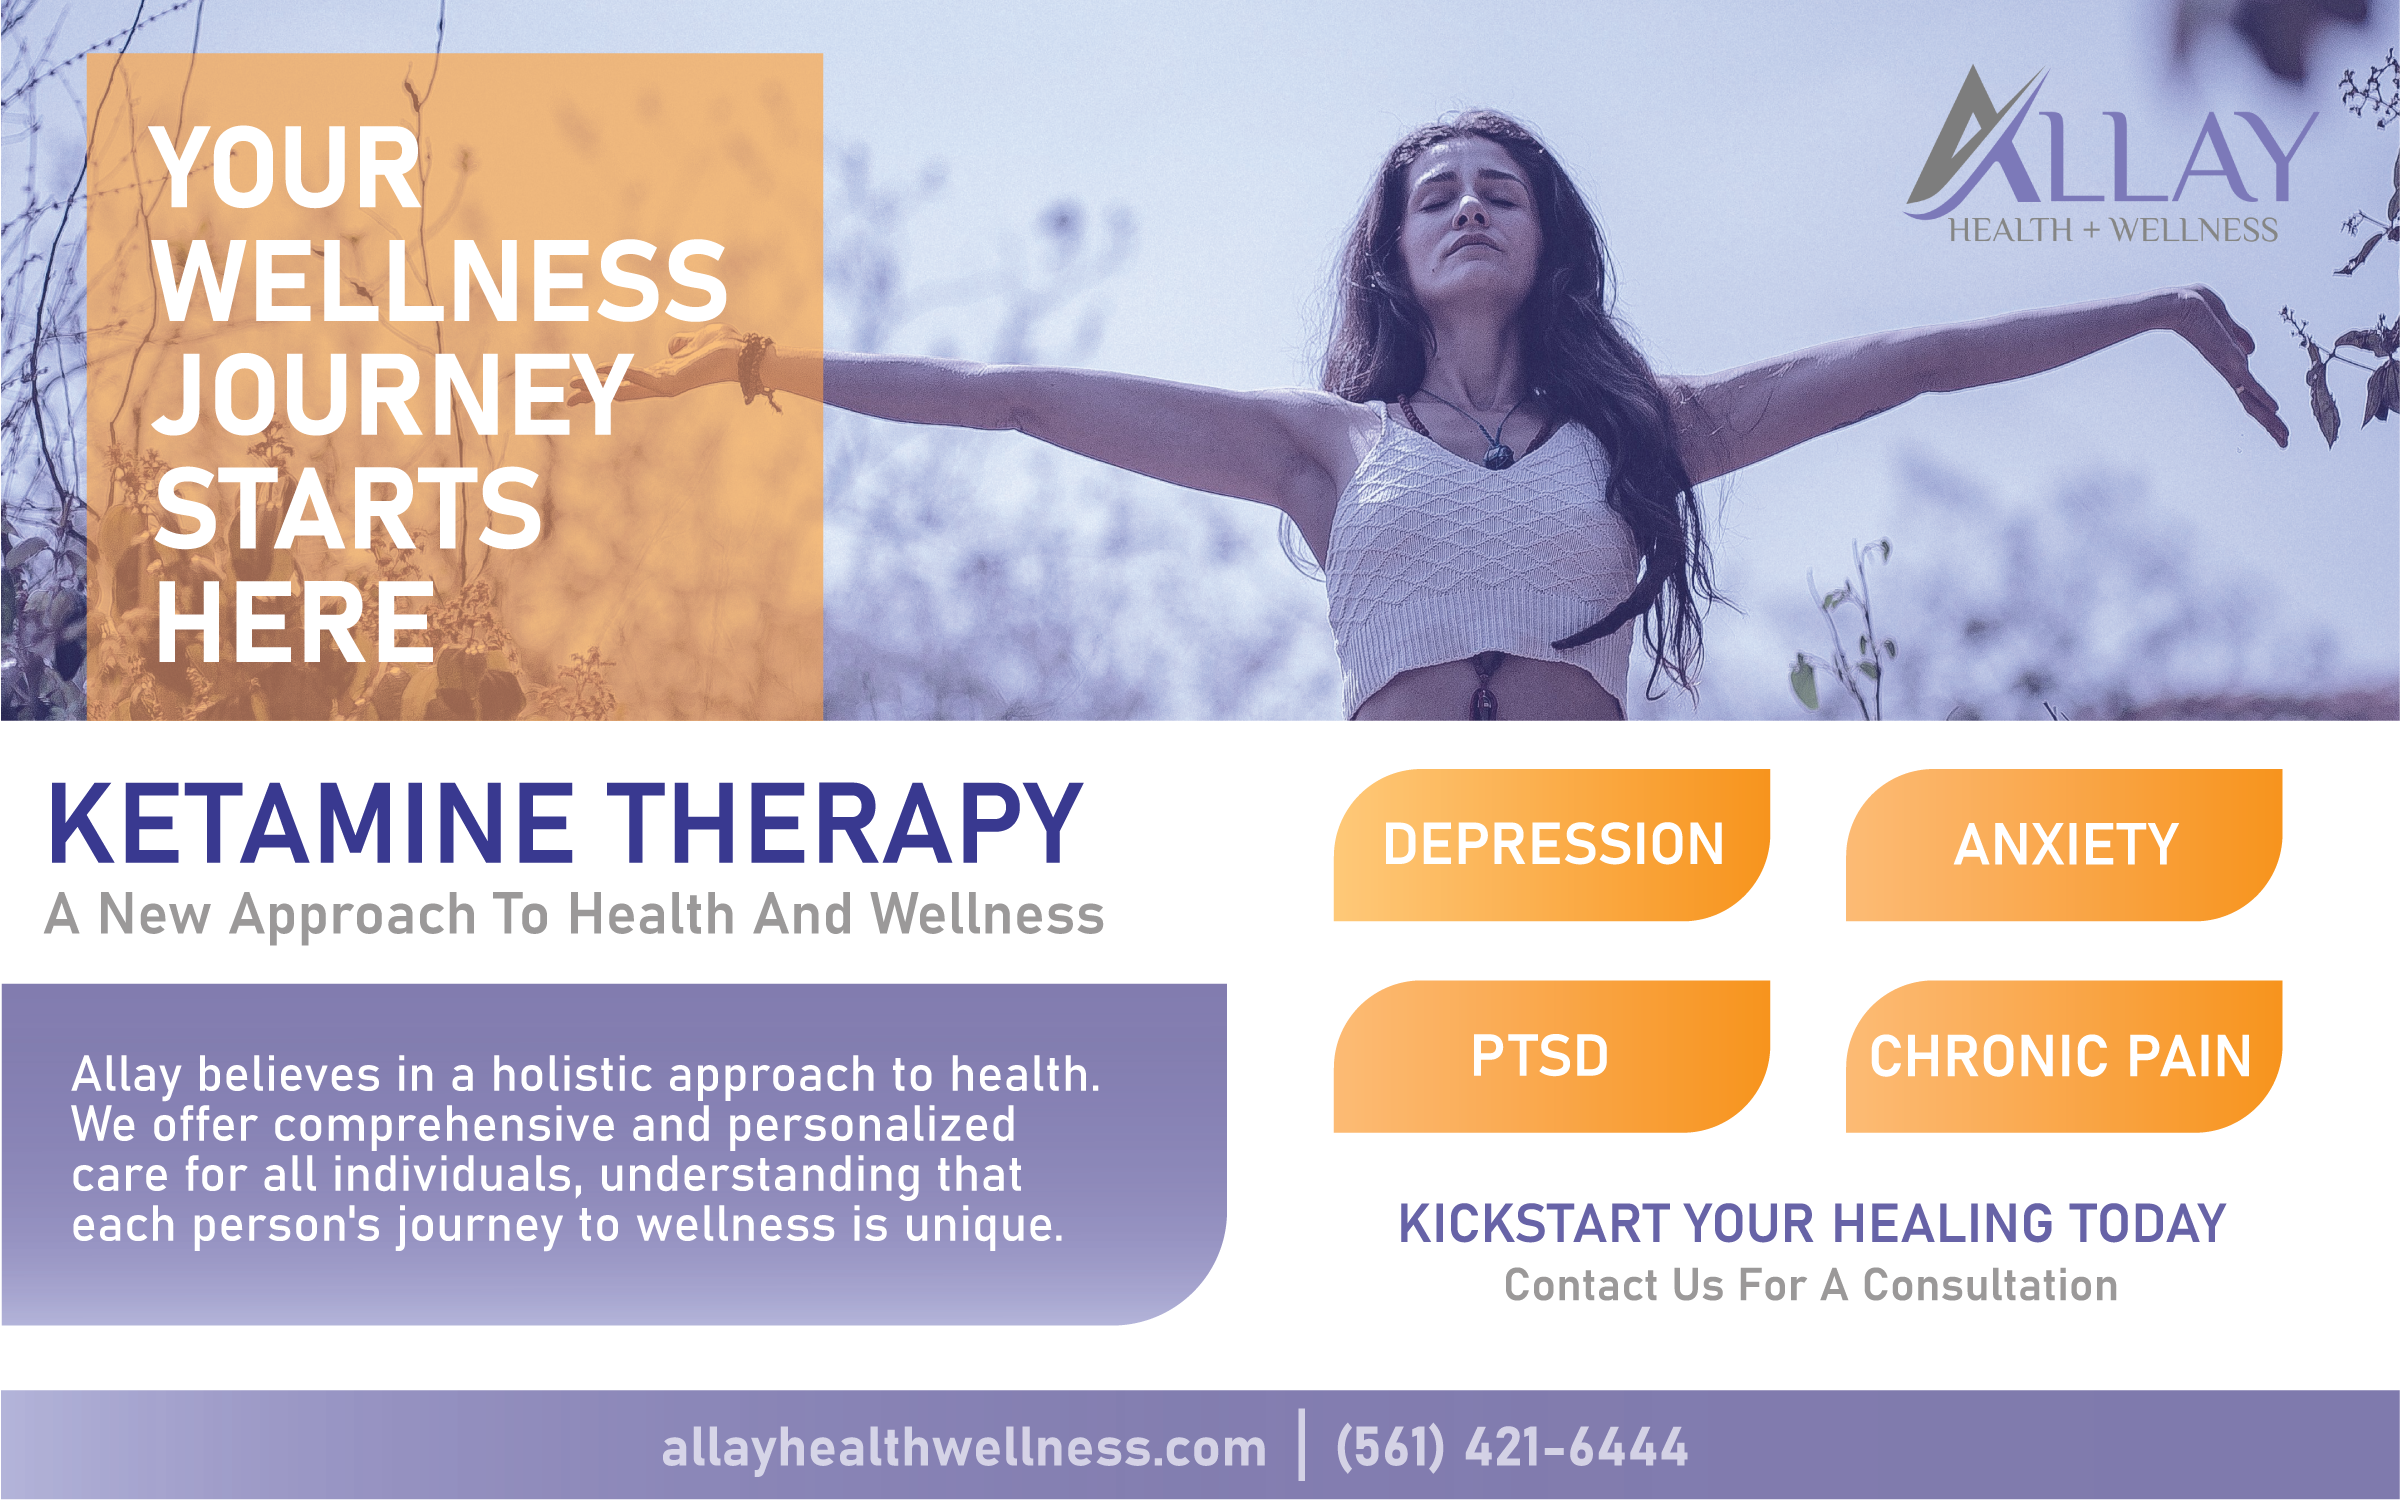 YOUR
WELLNESS
JOURNEY
STARTS
HERE
ALLAY
HEALTH + WELLNESS
KETAMINE THERAPY
A New Approach To Health And Wellness
Allay believes in a holistic approach to health.
We offer comprehensive and personalized
care for all individuals, understanding that
each person's journey to wellness is unique.
DEPRESSION
ANXIETY
PTSD
CHRONIC PAIN
KICKSTART YOUR HEALING TODAY
Contact Us For A Consultation
allayhealthwellness.com | (561) 421-6444